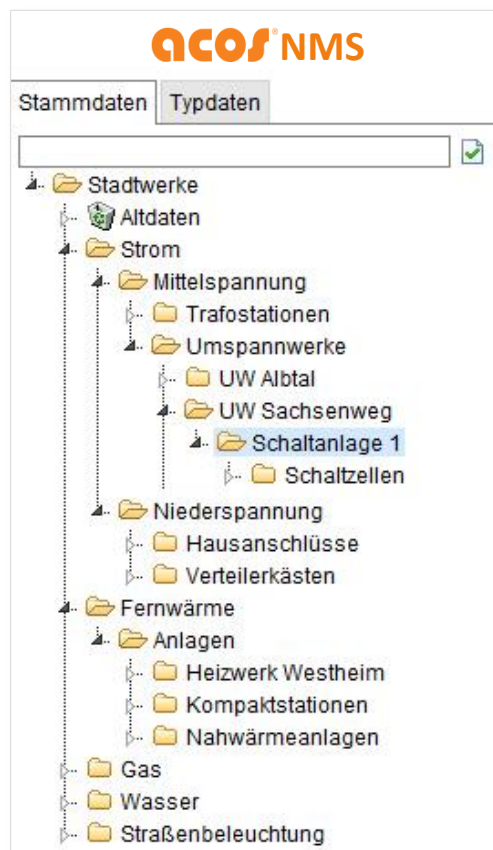 acos NMS
Stammdaten Typdaten
Stadtwerke
Altdaten
Strom
Mittelspannung
Trafostationen
Umspannwerke
UW Albtal
UW Sachsenweg
Schaltanlage 1
Schaltzellen
Niederspannung
Hausanschlüsse
Verteilerkästen
Fernwärme
Anlagen
Heizwerk Westheim
Kompaktstationen
Nahwärmeanlagen
Gas
Wasser
Straßenbeleuchtung